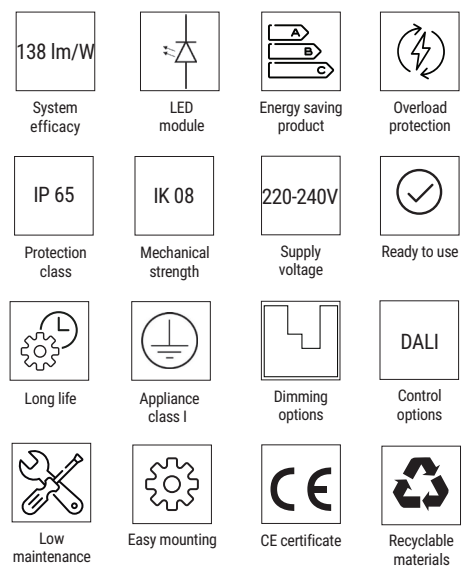 138 lm/W
System
efficacy
LED
module
A
B
C
Energy saving
product
Overload
protection
IP 65
Protection
class
IK 08
Mechanical
strength
220-240V
Supply
voltage
Ready to use
Long life
Appliance
class I
Dimming
options
DALI
Control
options
Low
maintenance
Easy mounting
CE
CE certificate
Recyclable
materials